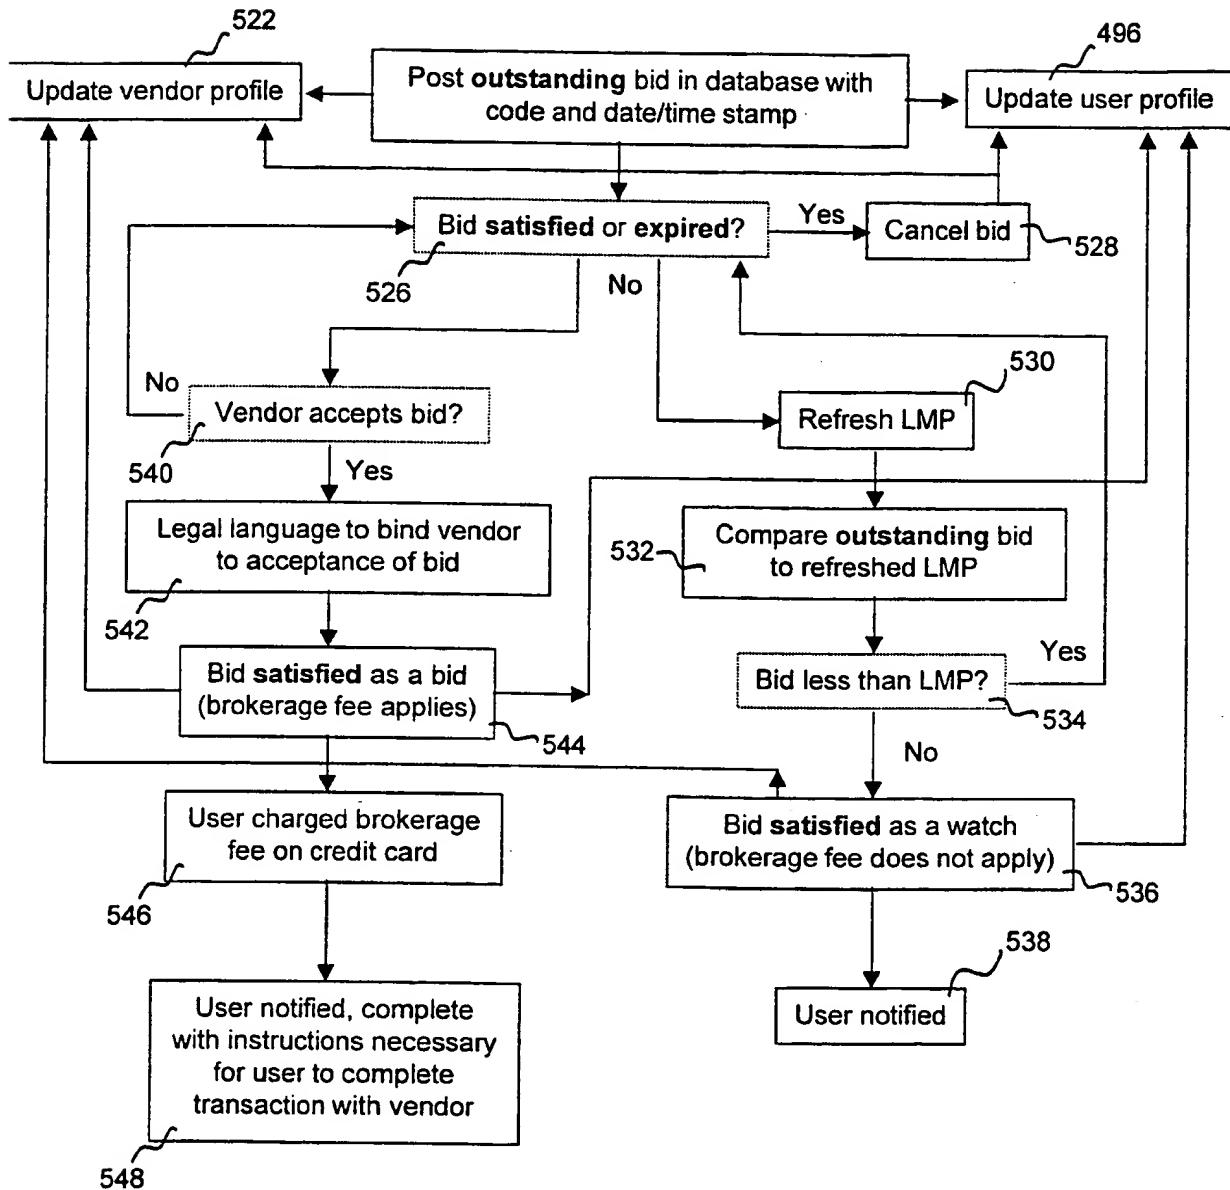 522
496
Update vendor profile
Post outstanding bid in database with
code and date/time stamp
Update user profile
Bid satisfied or expired?
Yes
Cancel bid
528
526
No
530
No
Vendor accepts bid?
Refresh LMP
540
Yes
Legal language to bind vendor
to acceptance of bid
532
Compare outstanding bid
to refreshed LMP
542
Bid satisfied as a bid
(brokerage fee applies)
Yes
Bid less than LMP?
534
544
No
User charged brokerage
fee on credit card
Bid satisfied as a watch
(brokerage fee does not apply)
546
536
538
User notified, complete
with instructions necessary
for user to complete
transaction with vendor
User notified
548